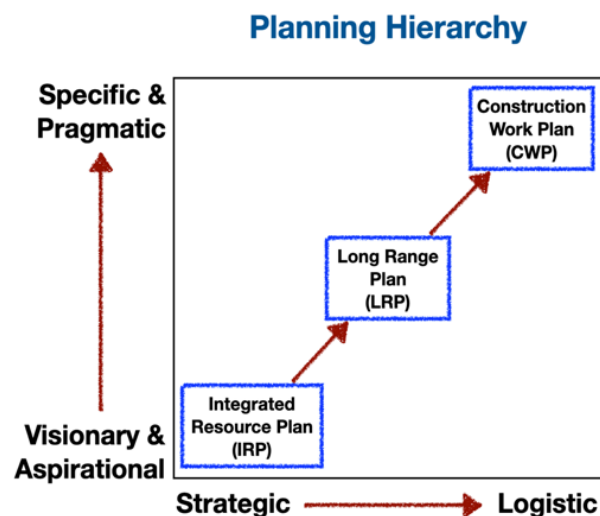 Planning Hierarchy
Specific &
Pragmatic
Construction
Work Plan
(CWP)
Long Range
Plan
(LRP)
Integrated
Resource Plan
(IRP)
Visionary &
Aspirational
Strategic
Logistic